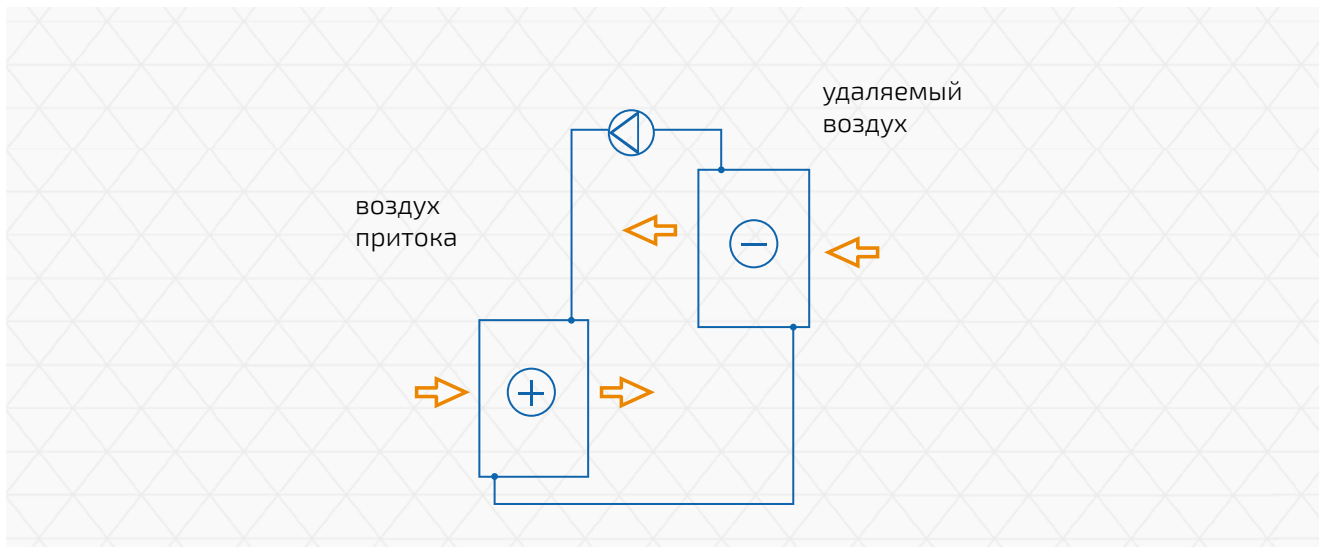 удаляемый
воздух
воздух
притока